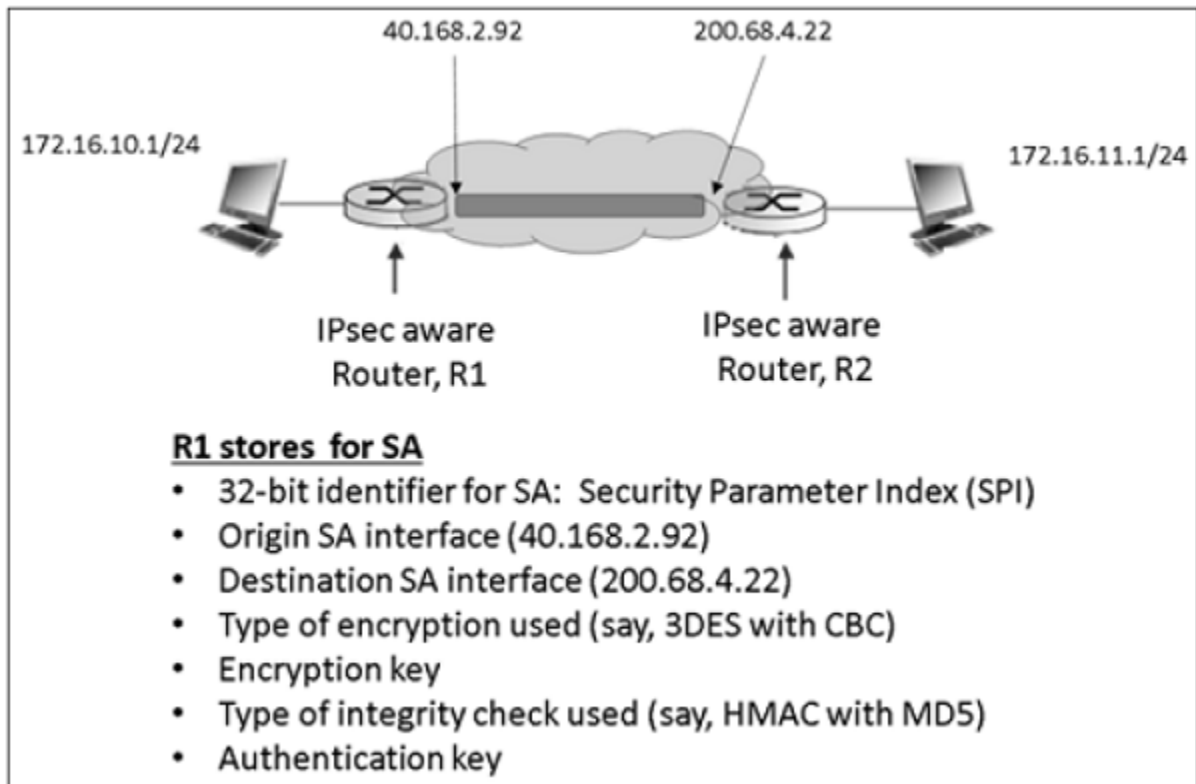 40.168.2.92
200.68.4.22
172.16.10.1/24
172.16.11.1/24
IPsec aware
Router, R1
IPsec aware
Router, R2
R1 stores for SA
• 32-bit identifier for SA: Security Parameter Index (SPI)
• Origin SA interface (40.168.2.92)
• Destination SA interface (200.68.4.22)
• Type of encryption used (say, 3DES with CBC)
• Encryption key
• Type of integrity check used (say, HMAC with MD5)
• Authentication key